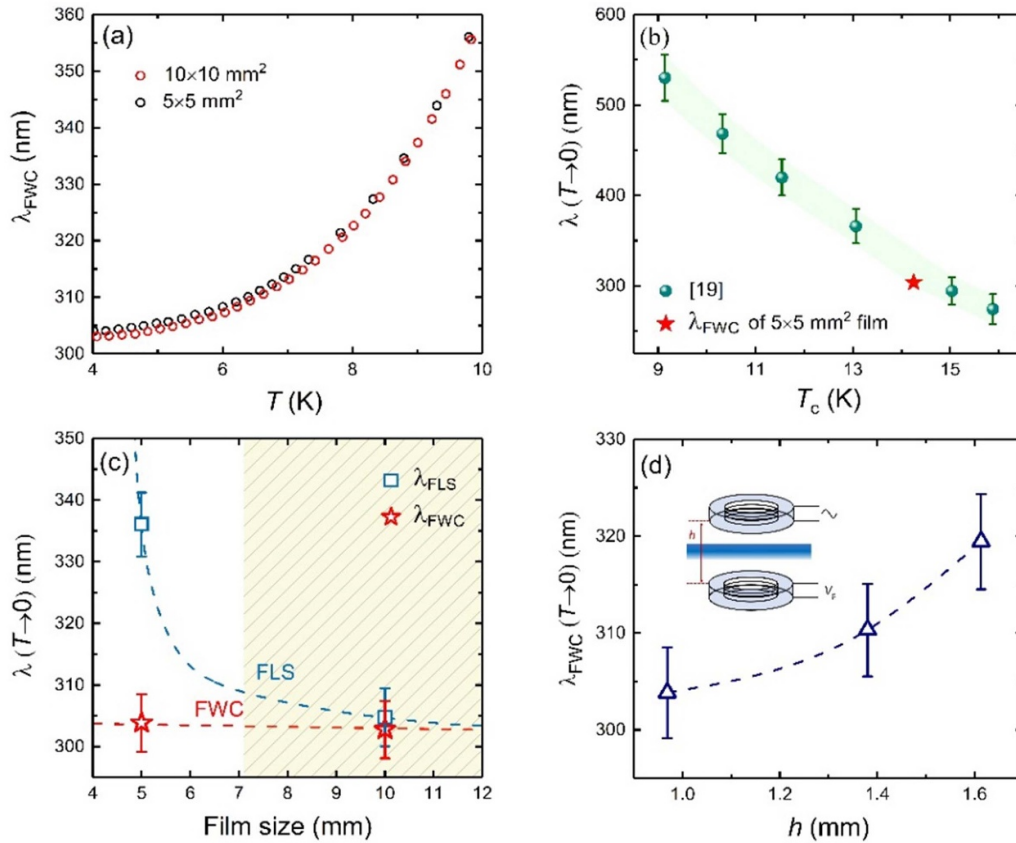 (a)
10×10 mm²
5×5 mm²
360
350
340
330
320
310
300
λFWC (nm)
4
6
8
10
T (K)
(b)
600
500
400
300
λ (T→0) (nm)
[19]
λFWC of 5×5 mm² film
9
11
13
15
Tc (K)
(c)
350
340
330
320
310
300
λ (T→0) (nm)
λFLS
λFWC
FLS
FWC
4
5
6
7
8
9
10
11
12
Film size (mm)
(d)
330
320
310
300
λFWC (T→0) (nm)
h
1.0
1.2
1.4
1.6
h (mm)